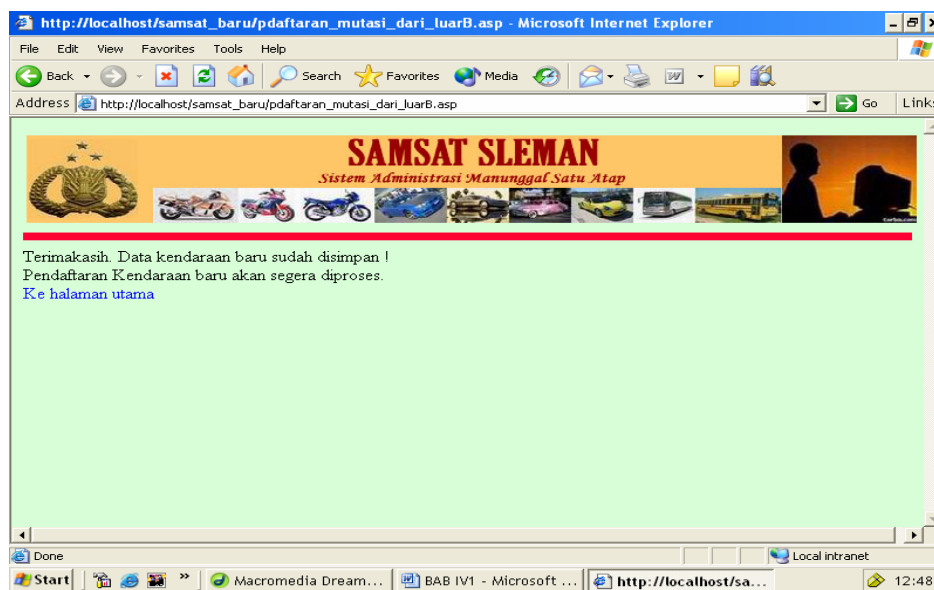 http://localhost/samsat_baru/pdaftaran_mutasi_dari_luarB.asp - Microsoft Internet Explorer
File Edit View Favorites Tools Help
Back Search Favorites Media
Address http://localhost/samsat_baru/pdaftaran_mutasi_dari_luarB.asp Go Links
SAMSAT SLEMAN
Sistem Administrasi Manunggal Satu Atap
Terimakasih. Data kendaraan baru sudah disimpan !
Pendaftaran Kendaraan baru akan segera diproses.
Ke halaman utama
Done Local intranet
Start » Macromedia Dream... BAB IV1 - Microsoft ... http://localhost/sa... 12:48